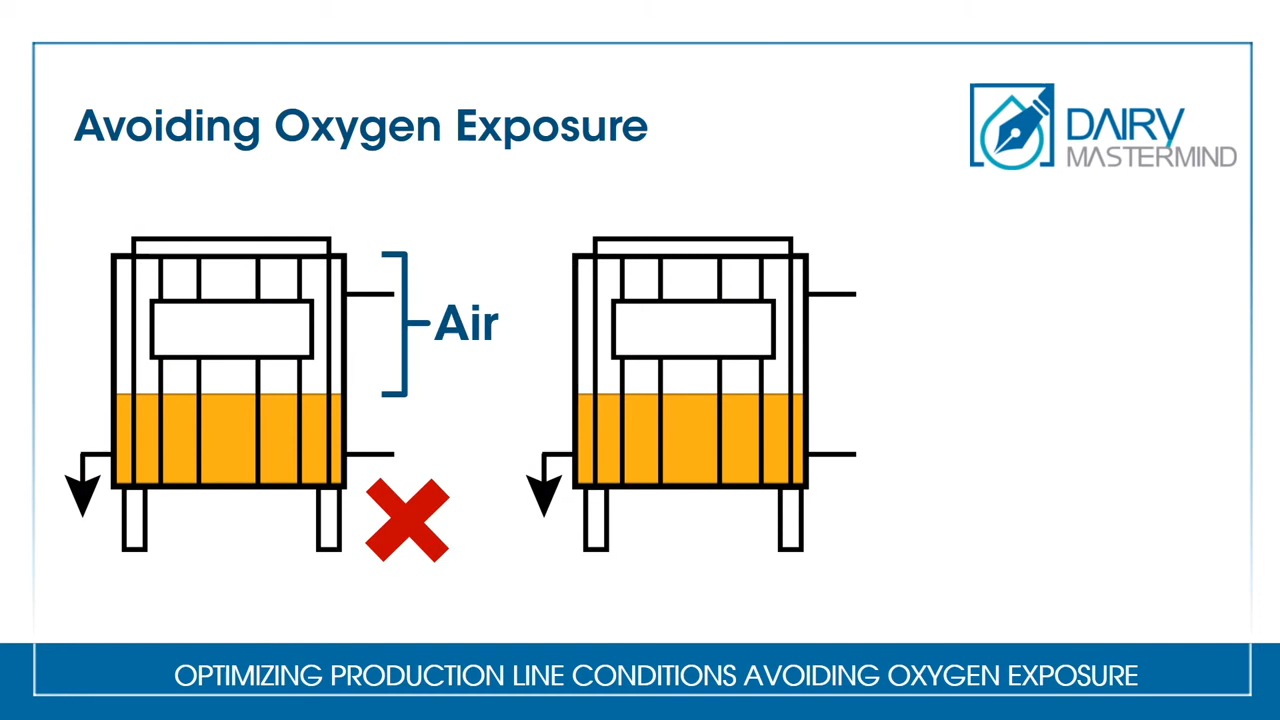 Avoiding Oxygen Exposure
DAIRY
MASTERMIND
Air
OPTIMIZING PRODUCTION LINE CONDITIONS AVOIDING OXYGEN EXPOSURE